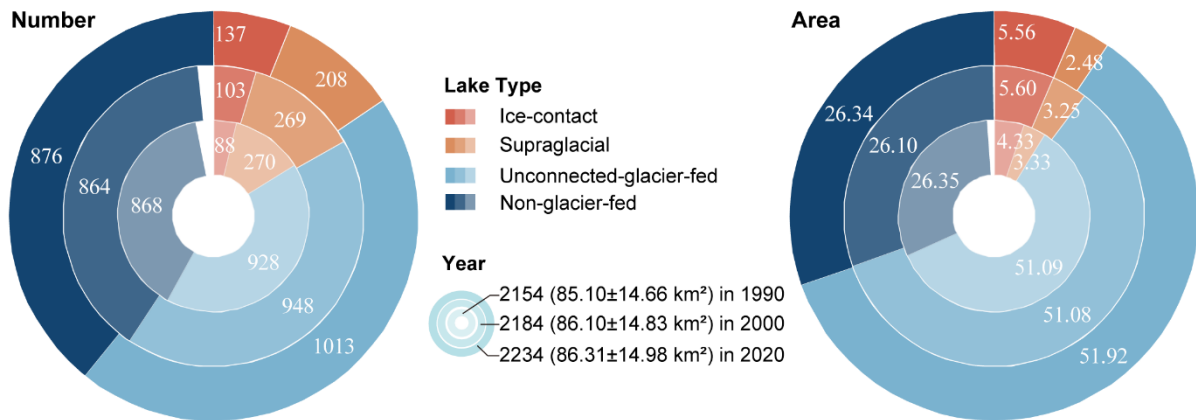 Number
137
208
103
269
88
270
876
864
868
928
948
1013
Lake Type
Ice-contact
Supraglacial
Unconnected-glacier-fed
Non-glacier-fed
Year
2154 (85.10±14.66 km²) in 1990
2184 (86.10±14.83 km²) in 2000
2234 (86.31±14.98 km²) in 2020
Area
5.56
2.48
5.60
3.25
4.33
3.33
26.34
26.10
26.35
51.09
51.08
51.92